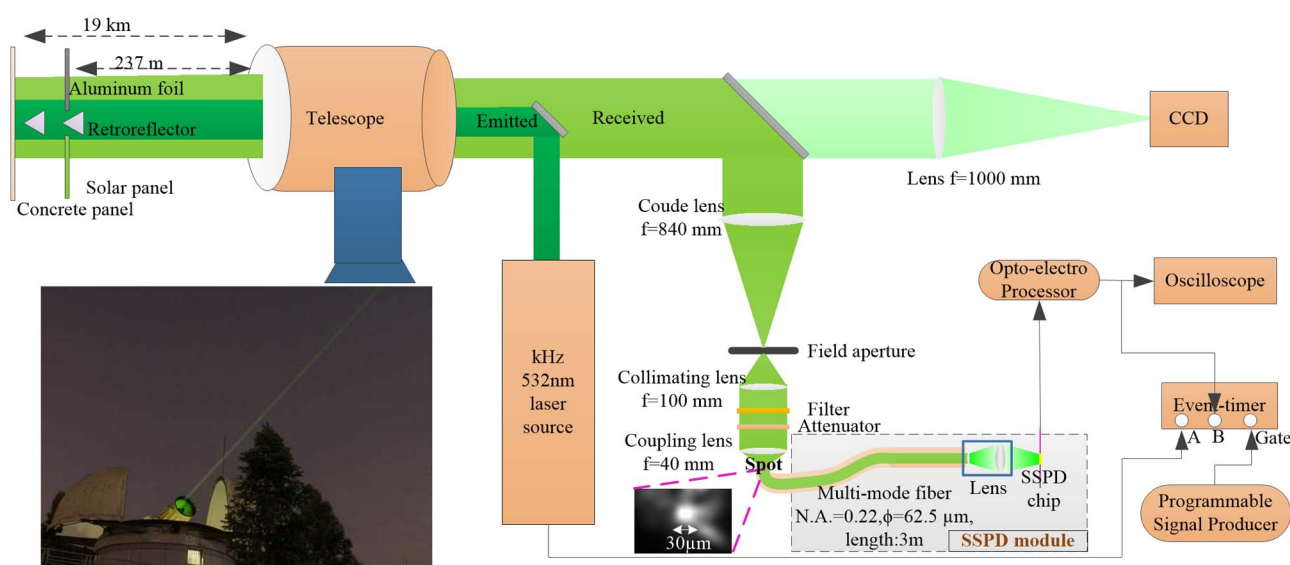 19 km
237 m
Aluminum foil
Retroreflector
Solar panel
Concrete panel
Telescope
Emitted
Received
CCD
Lens f=1000 mm
Coude lens
f=840 mm
Opto-electro
Processor
Oscilloscope
kHz
532nm
laser
source
Field aperture
Collimating lens
f=100 mm
Filter
Attenuator
Coupling lens
f=40 mm
Spot
30µm
Lens
SSPD
chip
Multi-mode fiber
N.A.=0.22,ϕ=62.5 µm,
length:3m
SSPD module
Event-timer
A
B
Gate
Programmable
Signal Producer